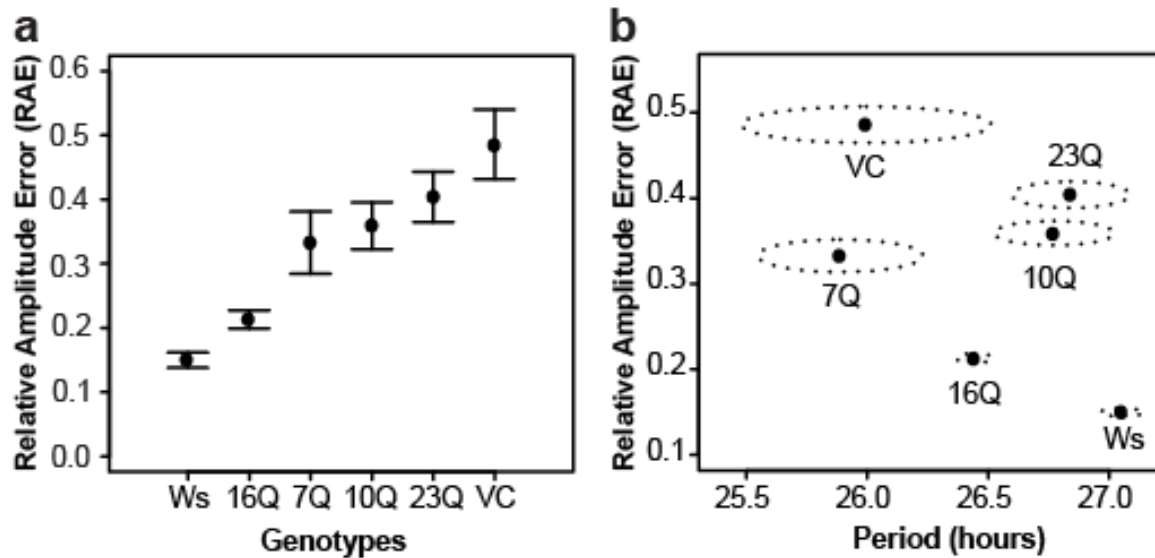 a
Relative Amplitude Error (RAE)
0.6
0.5
0.4
0.3
0.2
0.1
0.0
Ws 16Q 7Q 10Q 23Q VC
Genotypes
b
Relative Amplitude Error (RAE)
0.5
0.4
0.3
0.2
0.1
VC
23Q
7Q
10Q
16Q
Ws
25.5 26.0 26.5 27.0
Period (hours)